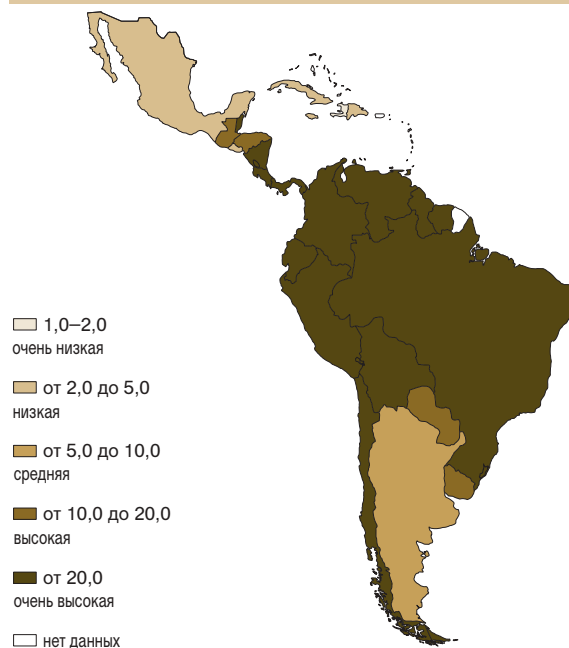 1,0–2,0
очень низкая
от 2,0 до 5,0
низкая
от 5,0 до 10,0
средняя
от 10,0 до 20,0
высокая
от 20,0
очень высокая
нет данных